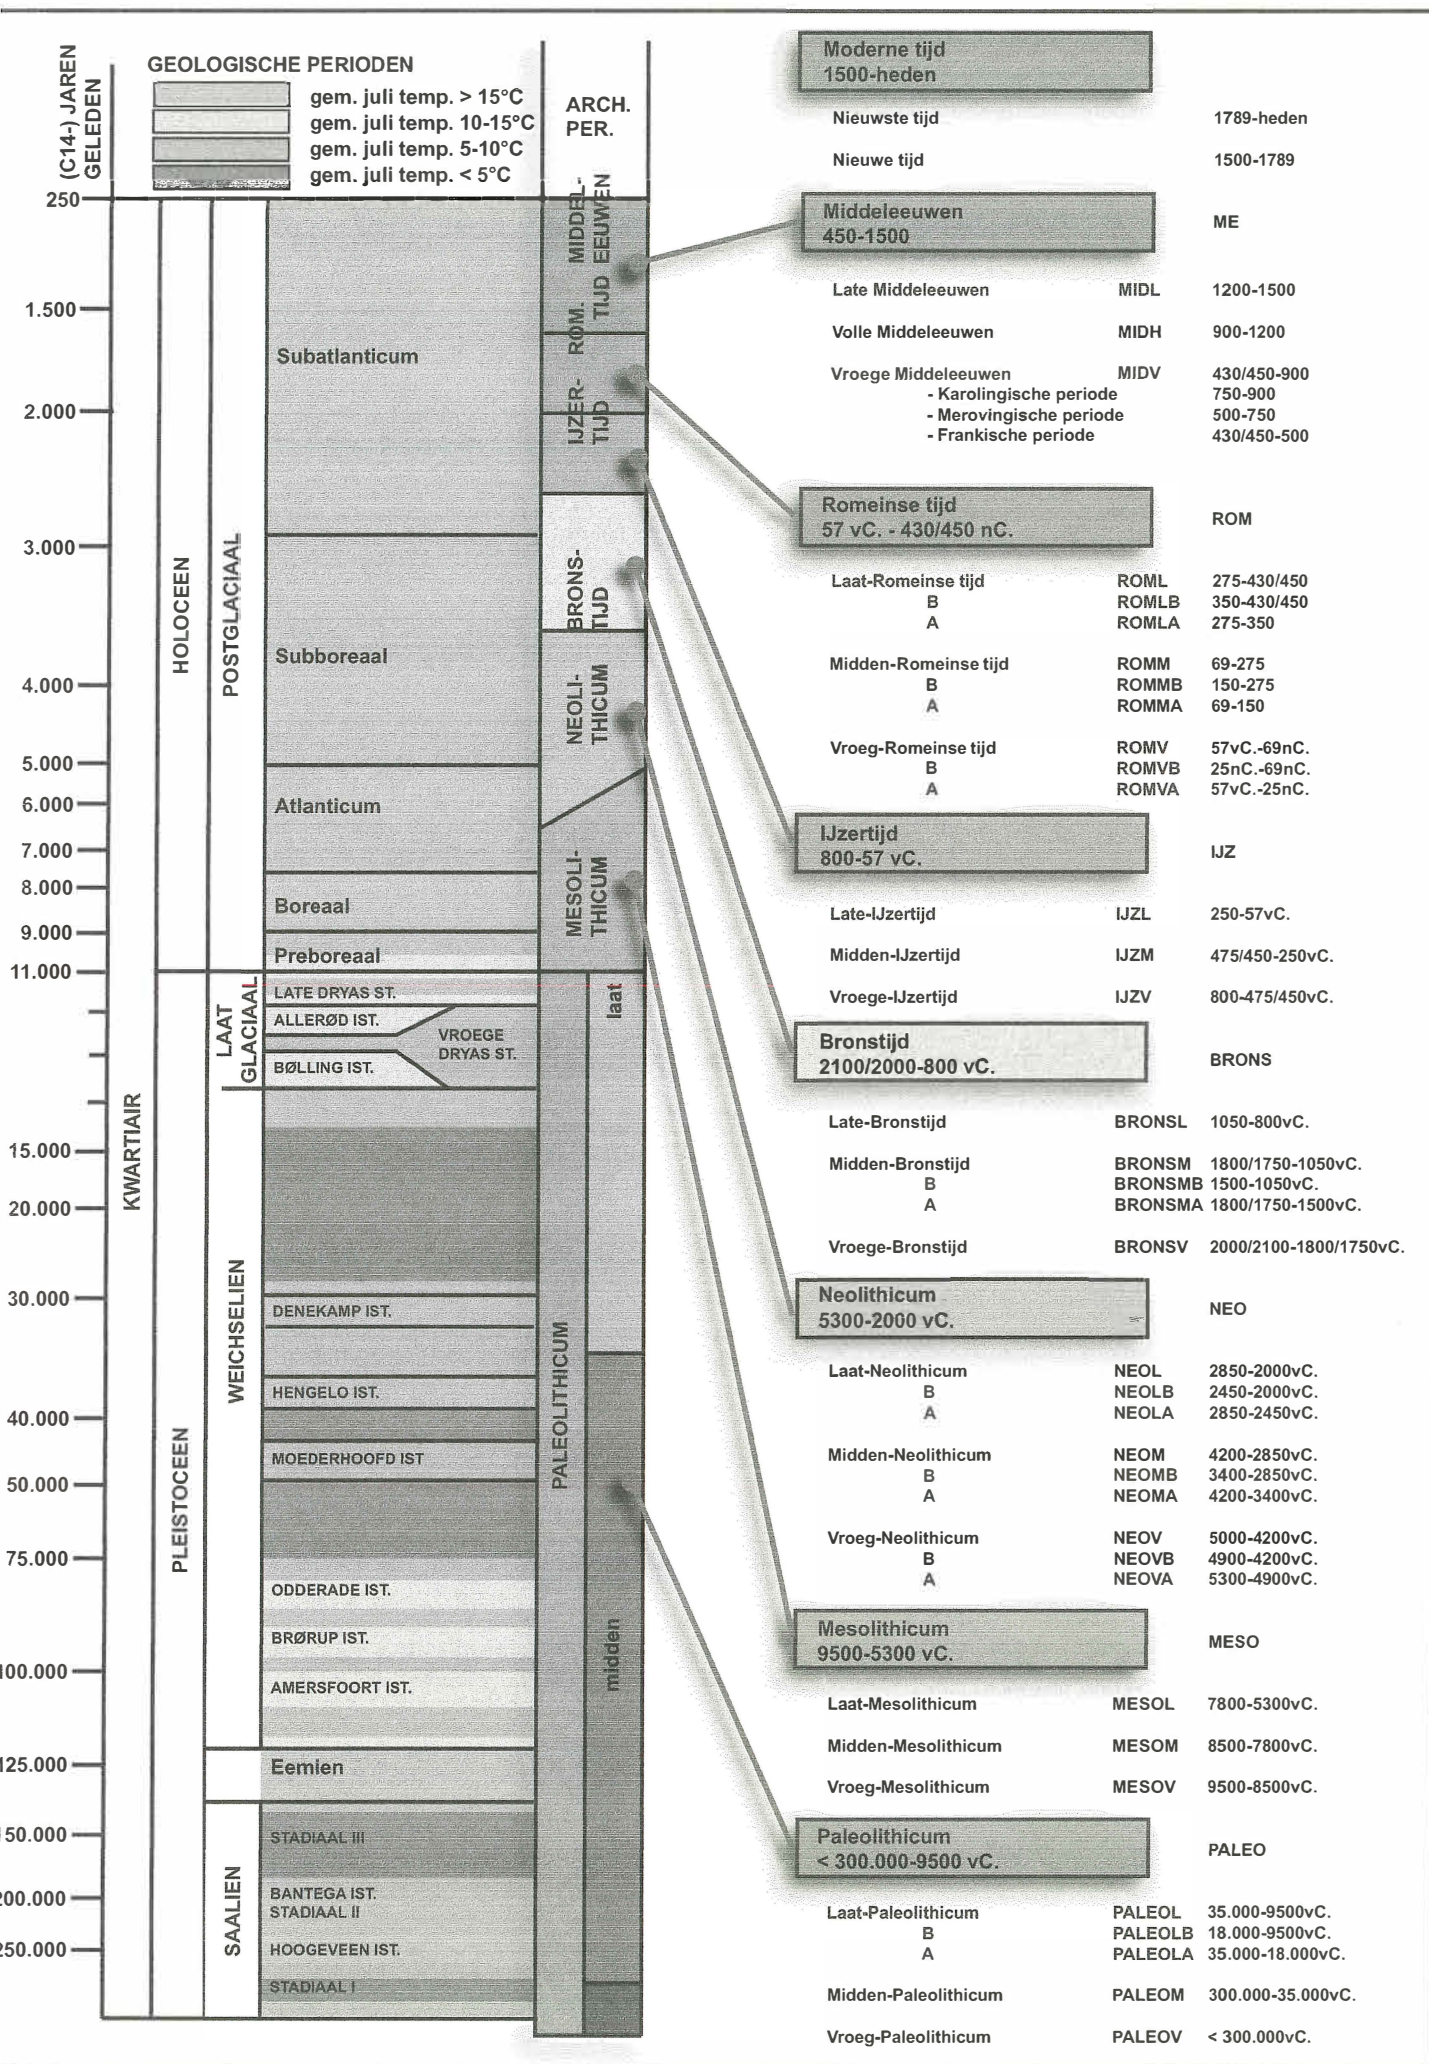 (C14-) JAREN
GELEDEN
GEOLOGISCHE PERIODEN
gem. juli temp. > 15°C
gem. juli temp. 10-15°C
gem. juli temp. 5-10°C
gem. juli temp. < 5°C
ARCH.
PER.
250
1.500
2.000
3.000
4.000
5.000
6.000
7.000
8.000
9.000
11.000
15.000
20.000
30.000
40.000
50.000
75.000
100.000
125.000
150.000
200.000
250.000
KWARTIAIR
HOLOCEEN
PLEISTOCEEN
POSTGLACIAAL
LAAT
GLACIAAL
WEICHSELIEN
SAALIEN
Subatlanticum
Subboreaal
Atlanticum
Boreaal
Preboreaal
LATE DRYAS ST.
ALLERØD IST.
VROEGE
DRYAS ST.
BØLLING IST.
DENEKAMP IST.
HENGELO IST.
MOEDERHOOFD IST
ODDERADE IST.
BRØRUP IST.
AMERSFOORT IST.
Eemien
STADIAAL III
BANTEGA IST.
STADIAAL II
HOOGEVEEN IST.
STADIAAL I
MIDDEL-
EEUWEN
ROM.
TIJD
IJZER-
TIJD
BRONS-
TIJD
NEOLI-
THICUM
MESOLI-
THICUM
PALEOLITHICUM
laat
midden
Moderne tijd
1500-heden
Nieuwste tijd 1789-heden
Nieuwe tijd 1500-1789
Middeleeuwen
450-1500
ME
Late Middeleeuwen MIDL 1200-1500
Volle Middeleeuwen MIDH 900-1200
Vroege Middeleeuwen MIDV 430/450-900
- Karolingische periode 750-900
- Merovingische periode 500-750
- Frankische periode 430/450-500
Romeinse tijd
57 vC. - 430/450 nC.
ROM
Laat-Romeinse tijd ROML 275-430/450
B ROMLB 350-430/450
A ROMLA 275-350
Midden-Romeinse tijd ROMM 69-275
B ROMMB 150-275
A ROMMA 69-150
Vroeg-Romeinse tijd ROMV 57vC.-69nC.
B ROMVB 25nC.-69nC.
A ROMVA 57vC.-25nC.
IJzertijd
800-57 vC.
IJZ
Late-IJzertijd IJZL 250-57vC.
Midden-IJzertijd IJZM 475/450-250vC.
Vroege-IJzertijd IJZV 800-475/450vC.
Bronstijd
2100/2000-800 vC.
BRONS
Late-Bronstijd BRONSL 1050-800vC.
Midden-Bronstijd BRONSM 1800/1750-1050vC.
B BRONSMB 1500-1050vC.
A BRONSMA 1800/1750-1500vC.
Vroege-Bronstijd BRONSV 2000/2100-1800/1750vC.
Neolithicum
5300-2000 vC.
NEO
Laat-Neolithicum NEOL 2850-2000vC.
B NEOLB 2450-2000vC.
A NEOLA 2850-2450vC.
Midden-Neolithicum NEOM 4200-2850vC.
B NEOMB 3400-2850vC.
A NEOMA 4200-3400vC.
Vroeg-Neolithicum NEOV 5000-4200vC.
B NEOVB 4900-4200vC.
A NEOVA 5300-4900vC.
Mesolithicum
9500-5300 vC.
MESO
Laat-Mesolithicum MESOL 7800-5300vC.
Midden-Mesolithicum MESOM 8500-7800vC.
Vroeg-Mesolithicum MESOV 9500-8500vC.
Paleolithicum
< 300.000-9500 vC.
PALEO
Laat-Paleolithicum PALEOL 35.000-9500vC.
B PALEOLB 18.000-9500vC.
A PALEOLA 35.000-18.000vC.
Midden-Paleolithicum PALEOM 300.000-35.000vC.
Vroeg-Paleolithicum PALEOV < 300.000vC.